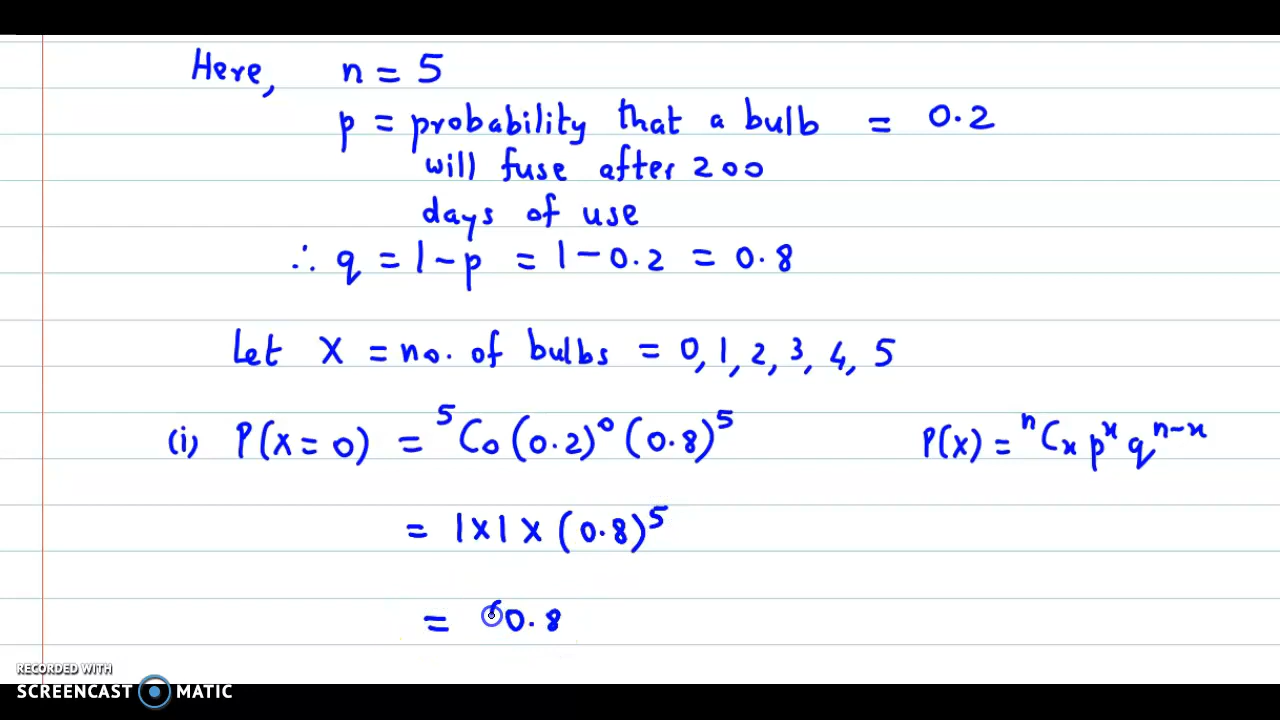 Here, n = 5
p = probability that a bulb = 0.2
will fuse after 200
days of use
∴ q = 1 - p = 1 - 0.2 = 0.8
Let X = no. of bulbs = 0, 1, 2, 3, 4, 5
(i) P(X = 0) = ⁵C₀ (0.2)⁰ (0.8)⁵ P(x) = ⁿCₓ pˣ qⁿ⁻ˣ
= 1 x 1 x (0.8)⁵
= (0.8
RECORDED WITH
SCREENCAST MATIC